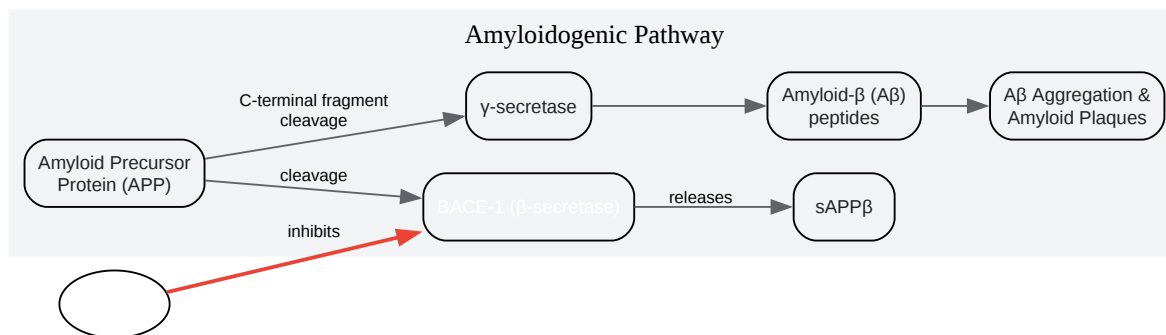 Amyloidogenic Pathway
C-terminal fragment
cleavage
γ-secretase
Amyloid-β (Aβ)
peptides
Aβ Aggregation &
Amyloid Plaques
Amyloid Precursor
Protein (APP)
cleavage
BACE-1 (β-secretase)
releases
sAPPβ
inhibits